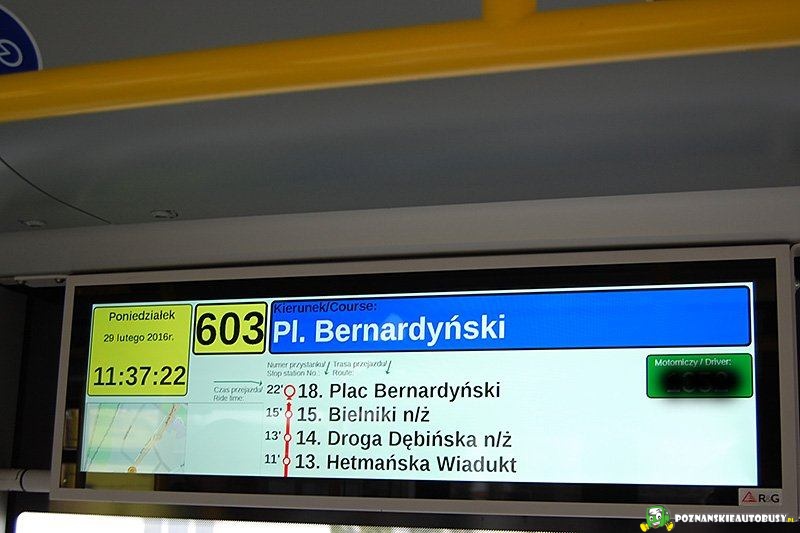 Poniedziałek
29 lutego 2016r.
11:37:22
603
Kierunek/Course:
Pl. Bernardyński
Numer przystanku/
Stop station No.:
Trasa przejazdu/
Route:
Motorniczy / Driver:
Czas przejazdu/
Ride time:
22' 18. Plac Bernardyński
15' 15. Bielniki n/ż
13' 14. Droga Dębińska n/ż
11' 13. Hetmańska Wiadukt
R&G
POZNANSKIEAUTOBUSY.PL